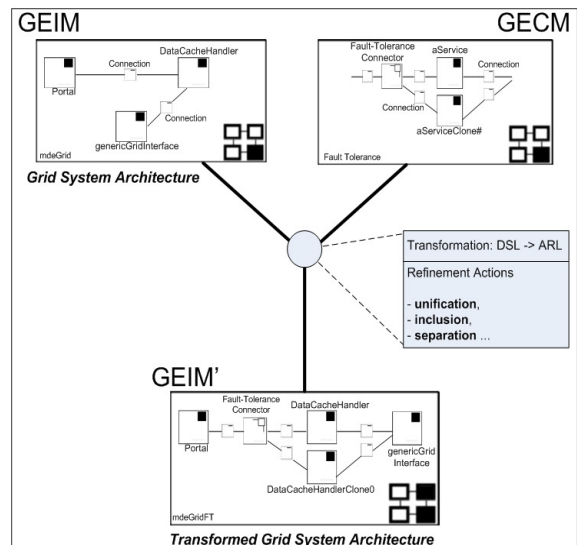 GEIM
GECM
DataCacheHandler
Connection
Portal
Connection
genericGridInterface
mdeGrid
Fault-Tolerance
Connector
aService
Connection
Connection
aServiceClone#
Fault Tolerance
Grid System Architecture
Transformation: DSL -> ARL
Refinement Actions
- unification,
- inclusion,
- separation ...
GEIM'
Fault-Tolerance
Connector
DataCacheHandler
Portal
genericGrid
Interface
DataCacheHandlerClone0
mdeGridFT
Transformed Grid System Architecture